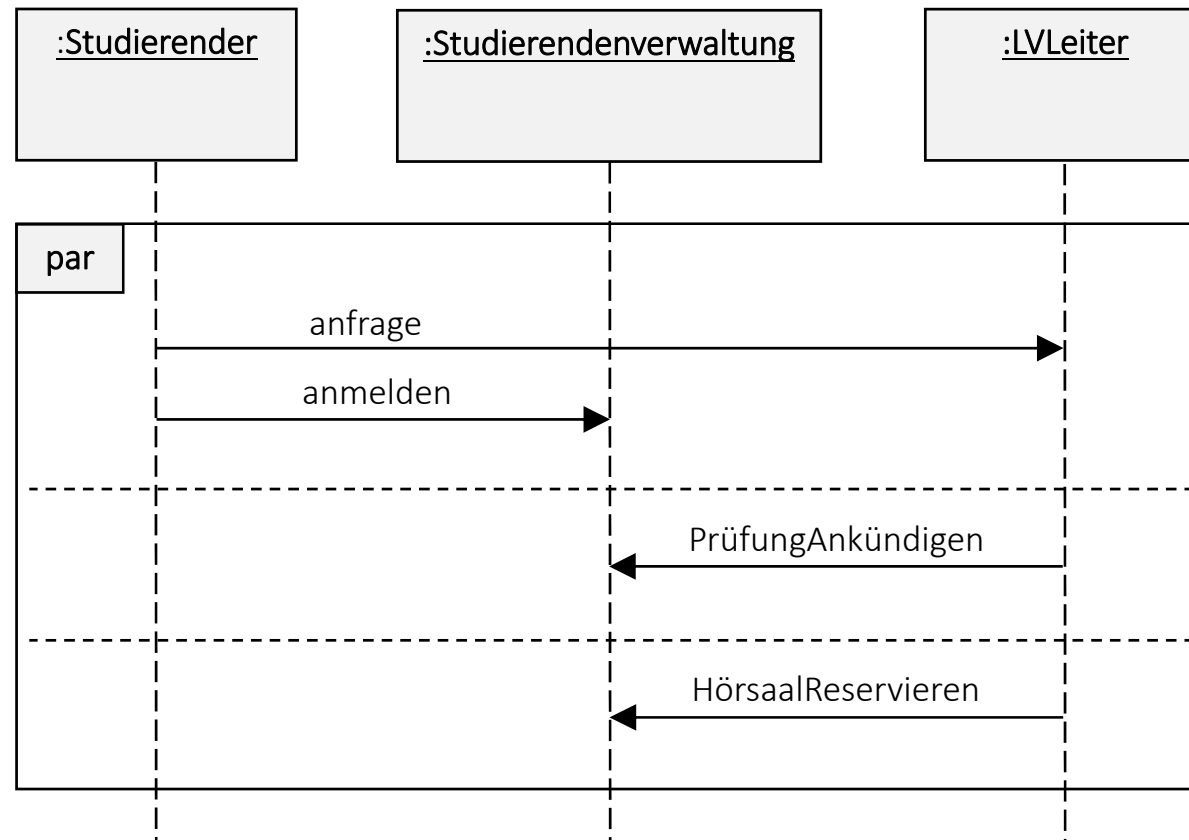 :Studierender
:Studierendenverwaltung
:LVLeiter
par
anfrage
anmelden
PrüfungAnkündigen
HörsaalReservieren